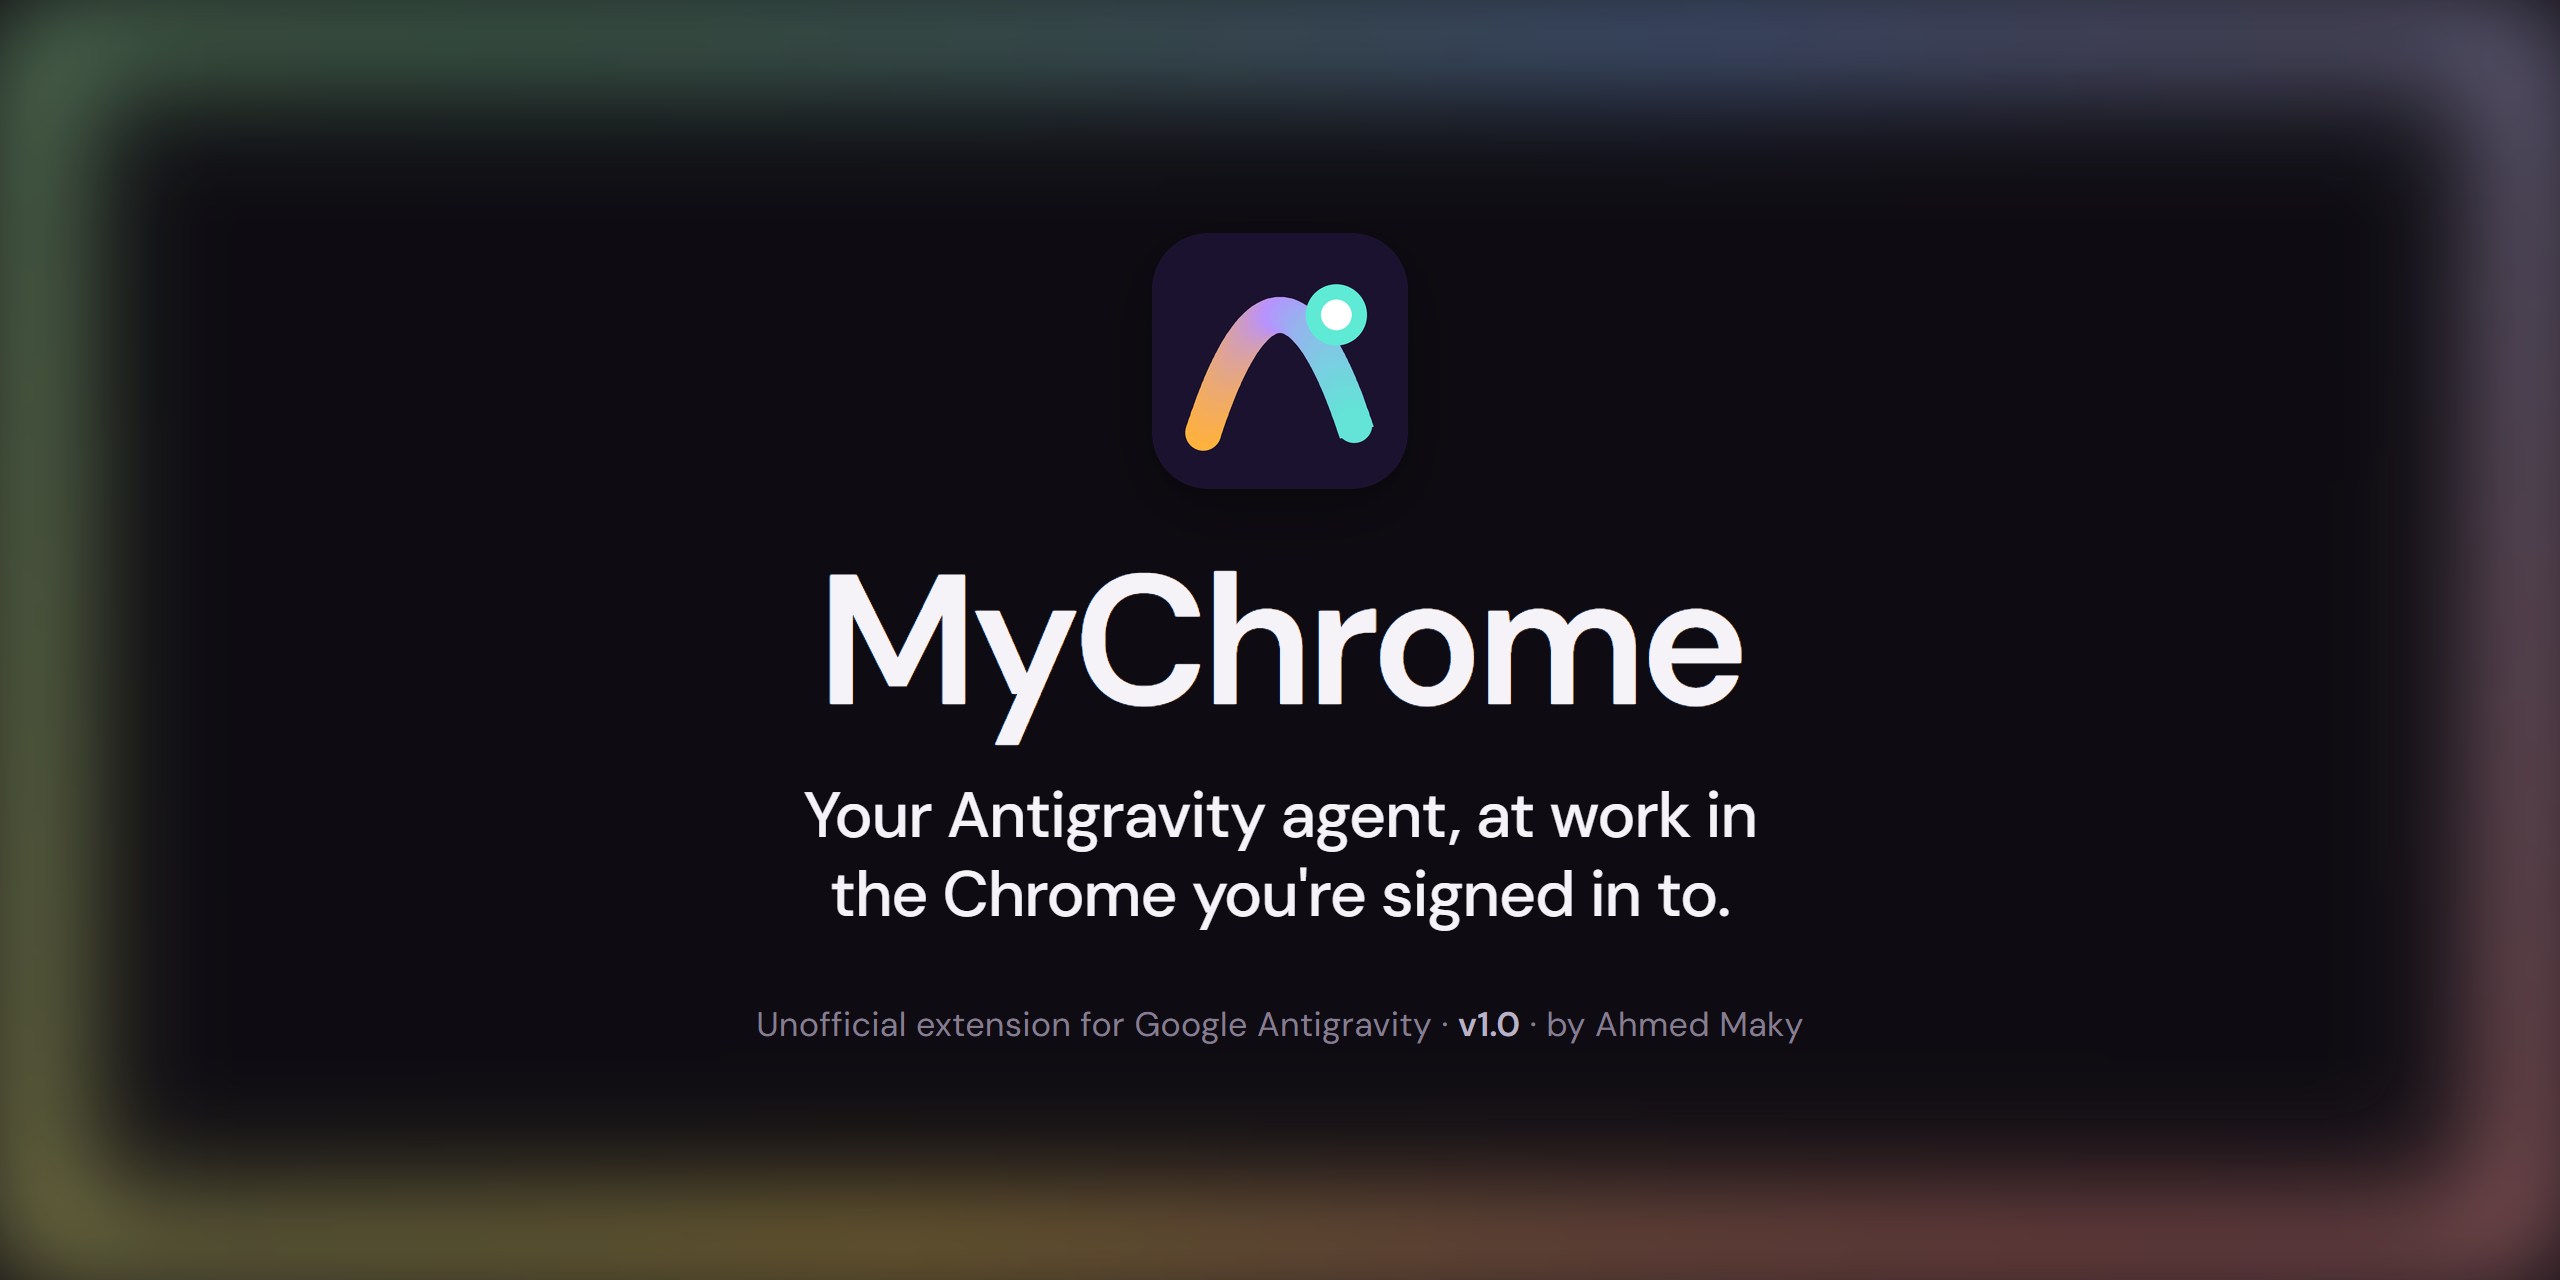 MyChrome
Your Antigravity agent, at work in
the Chrome you're signed in to.
Unofficial extension for Google Antigravity · v1.0 · by Ahmed Maky